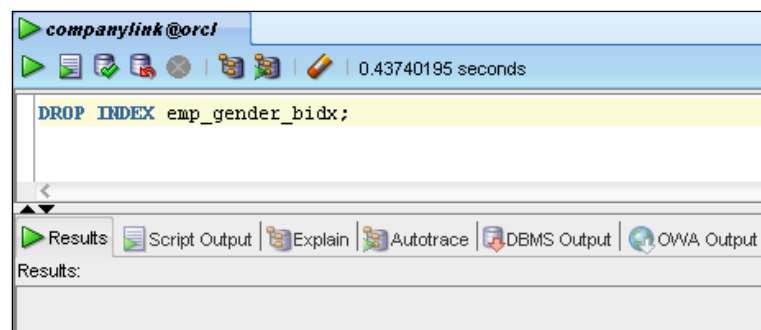 companylink@orcl
0.43740195 seconds
DROP INDEX emp_gender_bidx;
Results Script Output Explain Autotrace DBMS Output OWA Output
Results: